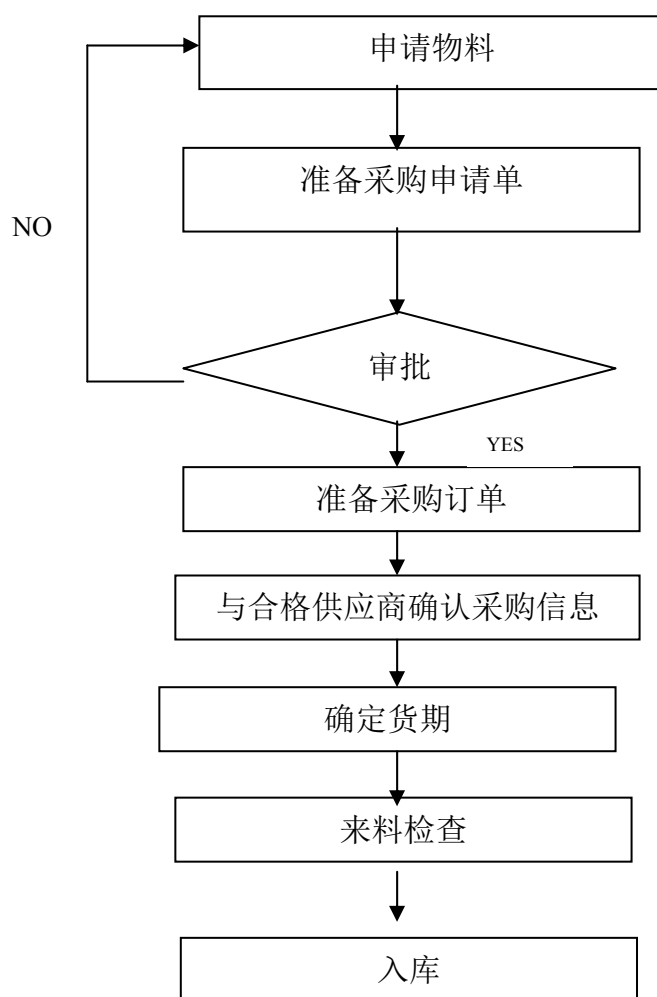 申请物料
准备采购申请单
NO
审批
YES
准备采购订单
与合格供应商确认采购信息
确定货期
来料检查
入库